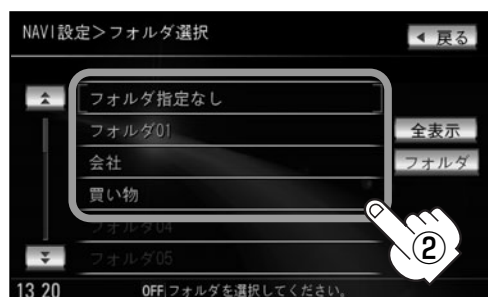 NAVI設定＞フォルダ選択
◀ 戻る
フォルダ指定なし
フォルダ01
全表示
会社
フォルダ
買い物
フォルダ04
②
フォルダ05
13 20
OFF フォルダを選択してください。